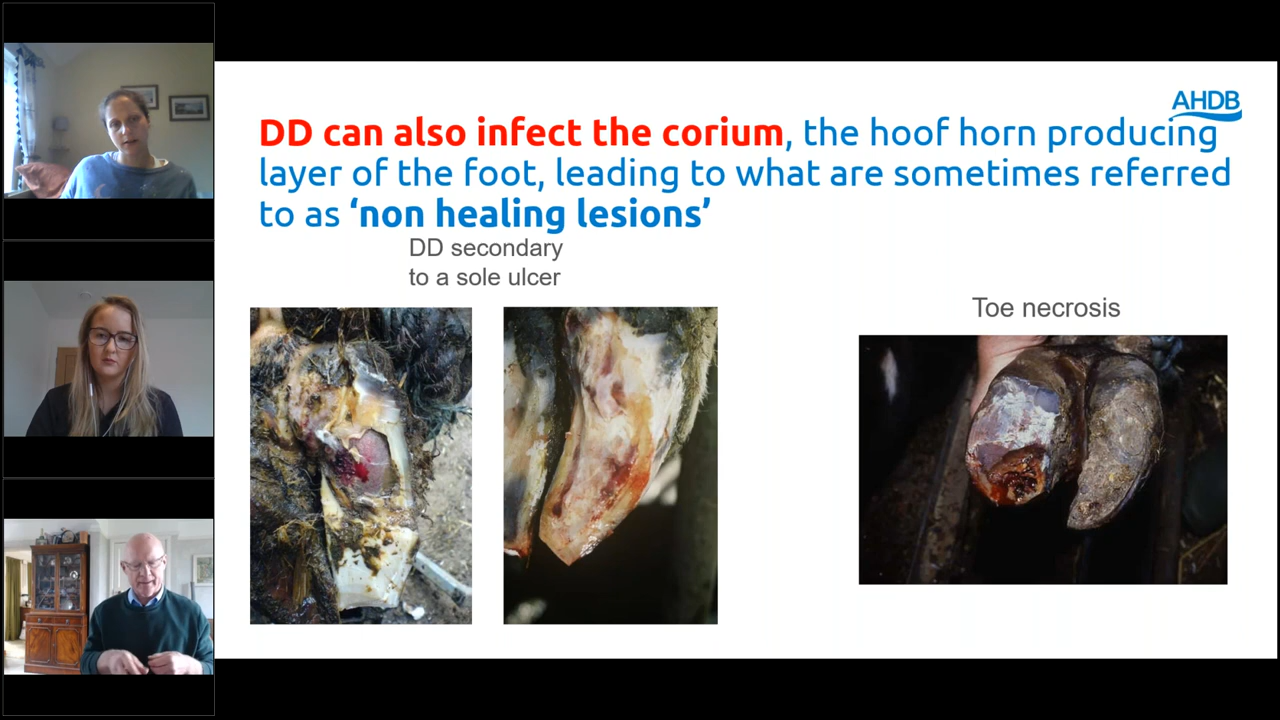 AHDB
DD can also infect the corium, the hoof horn producing
layer of the foot, leading to what are sometimes referred
to as ‘non healing lesions’
DD secondary
to a sole ulcer
Toe necrosis